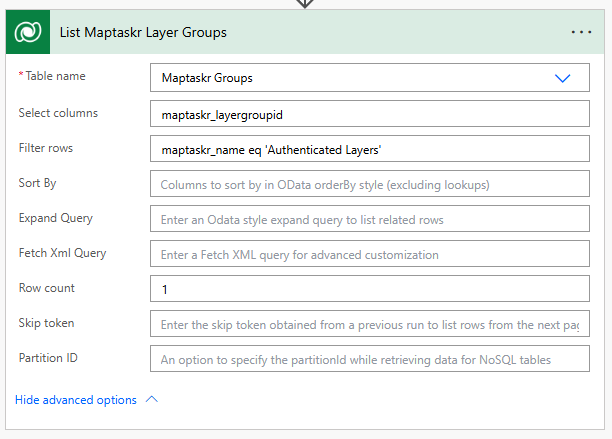 List Maptaskr Layer Groups
* Table name
Maptaskr Groups
Select columns
maptaskr_layergroupid
Filter rows
maptaskr_name eq 'Authenticated Layers'
Sort By
Columns to sort by in OData orderBy style (excluding lookups)
Expand Query
Enter an Odata style expand query to list related rows
Fetch Xml Query
Enter a Fetch XML query for advanced customization
Row count
1
Skip token
Enter the skip token obtained from a previous run to list rows from the next pag
Partition ID
An option to specify the partitionId while retrieving data for NoSQL tables
Hide advanced options